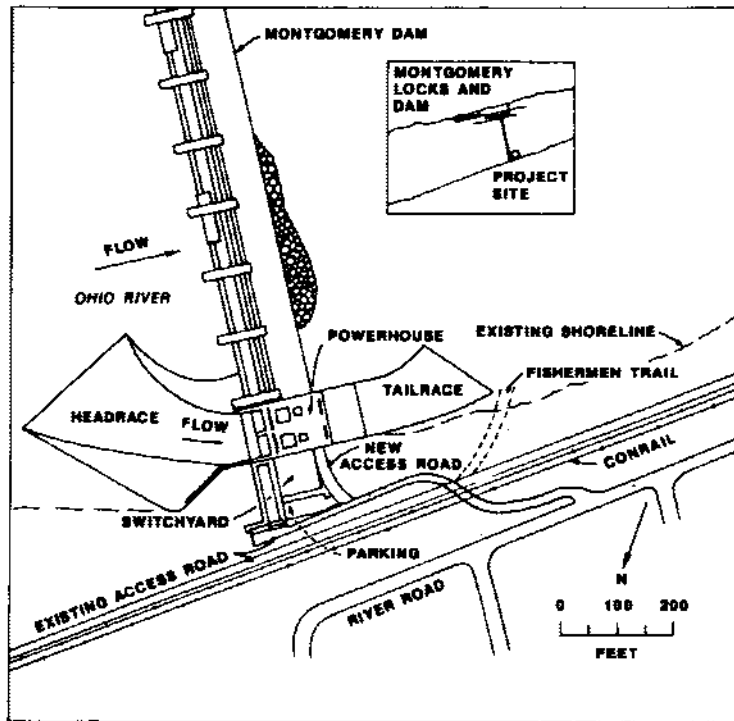 MONTGOMERY DAM
MONTGOMERY
LOCKS AND
DAM
PROJECT
SITE
FLOW
OHIO RIVER
POWERHOUSE
EXISTING SHORELINE
FISHERMEN TRAIL
TAILRACE
HEADRACE
FLOW
NEW
ACCESS ROAD
CONRAIL
SWITCHYARD
PARKING
EXISTING ACCESS ROAD
RIVER ROAD
N
0 100 200
FEET